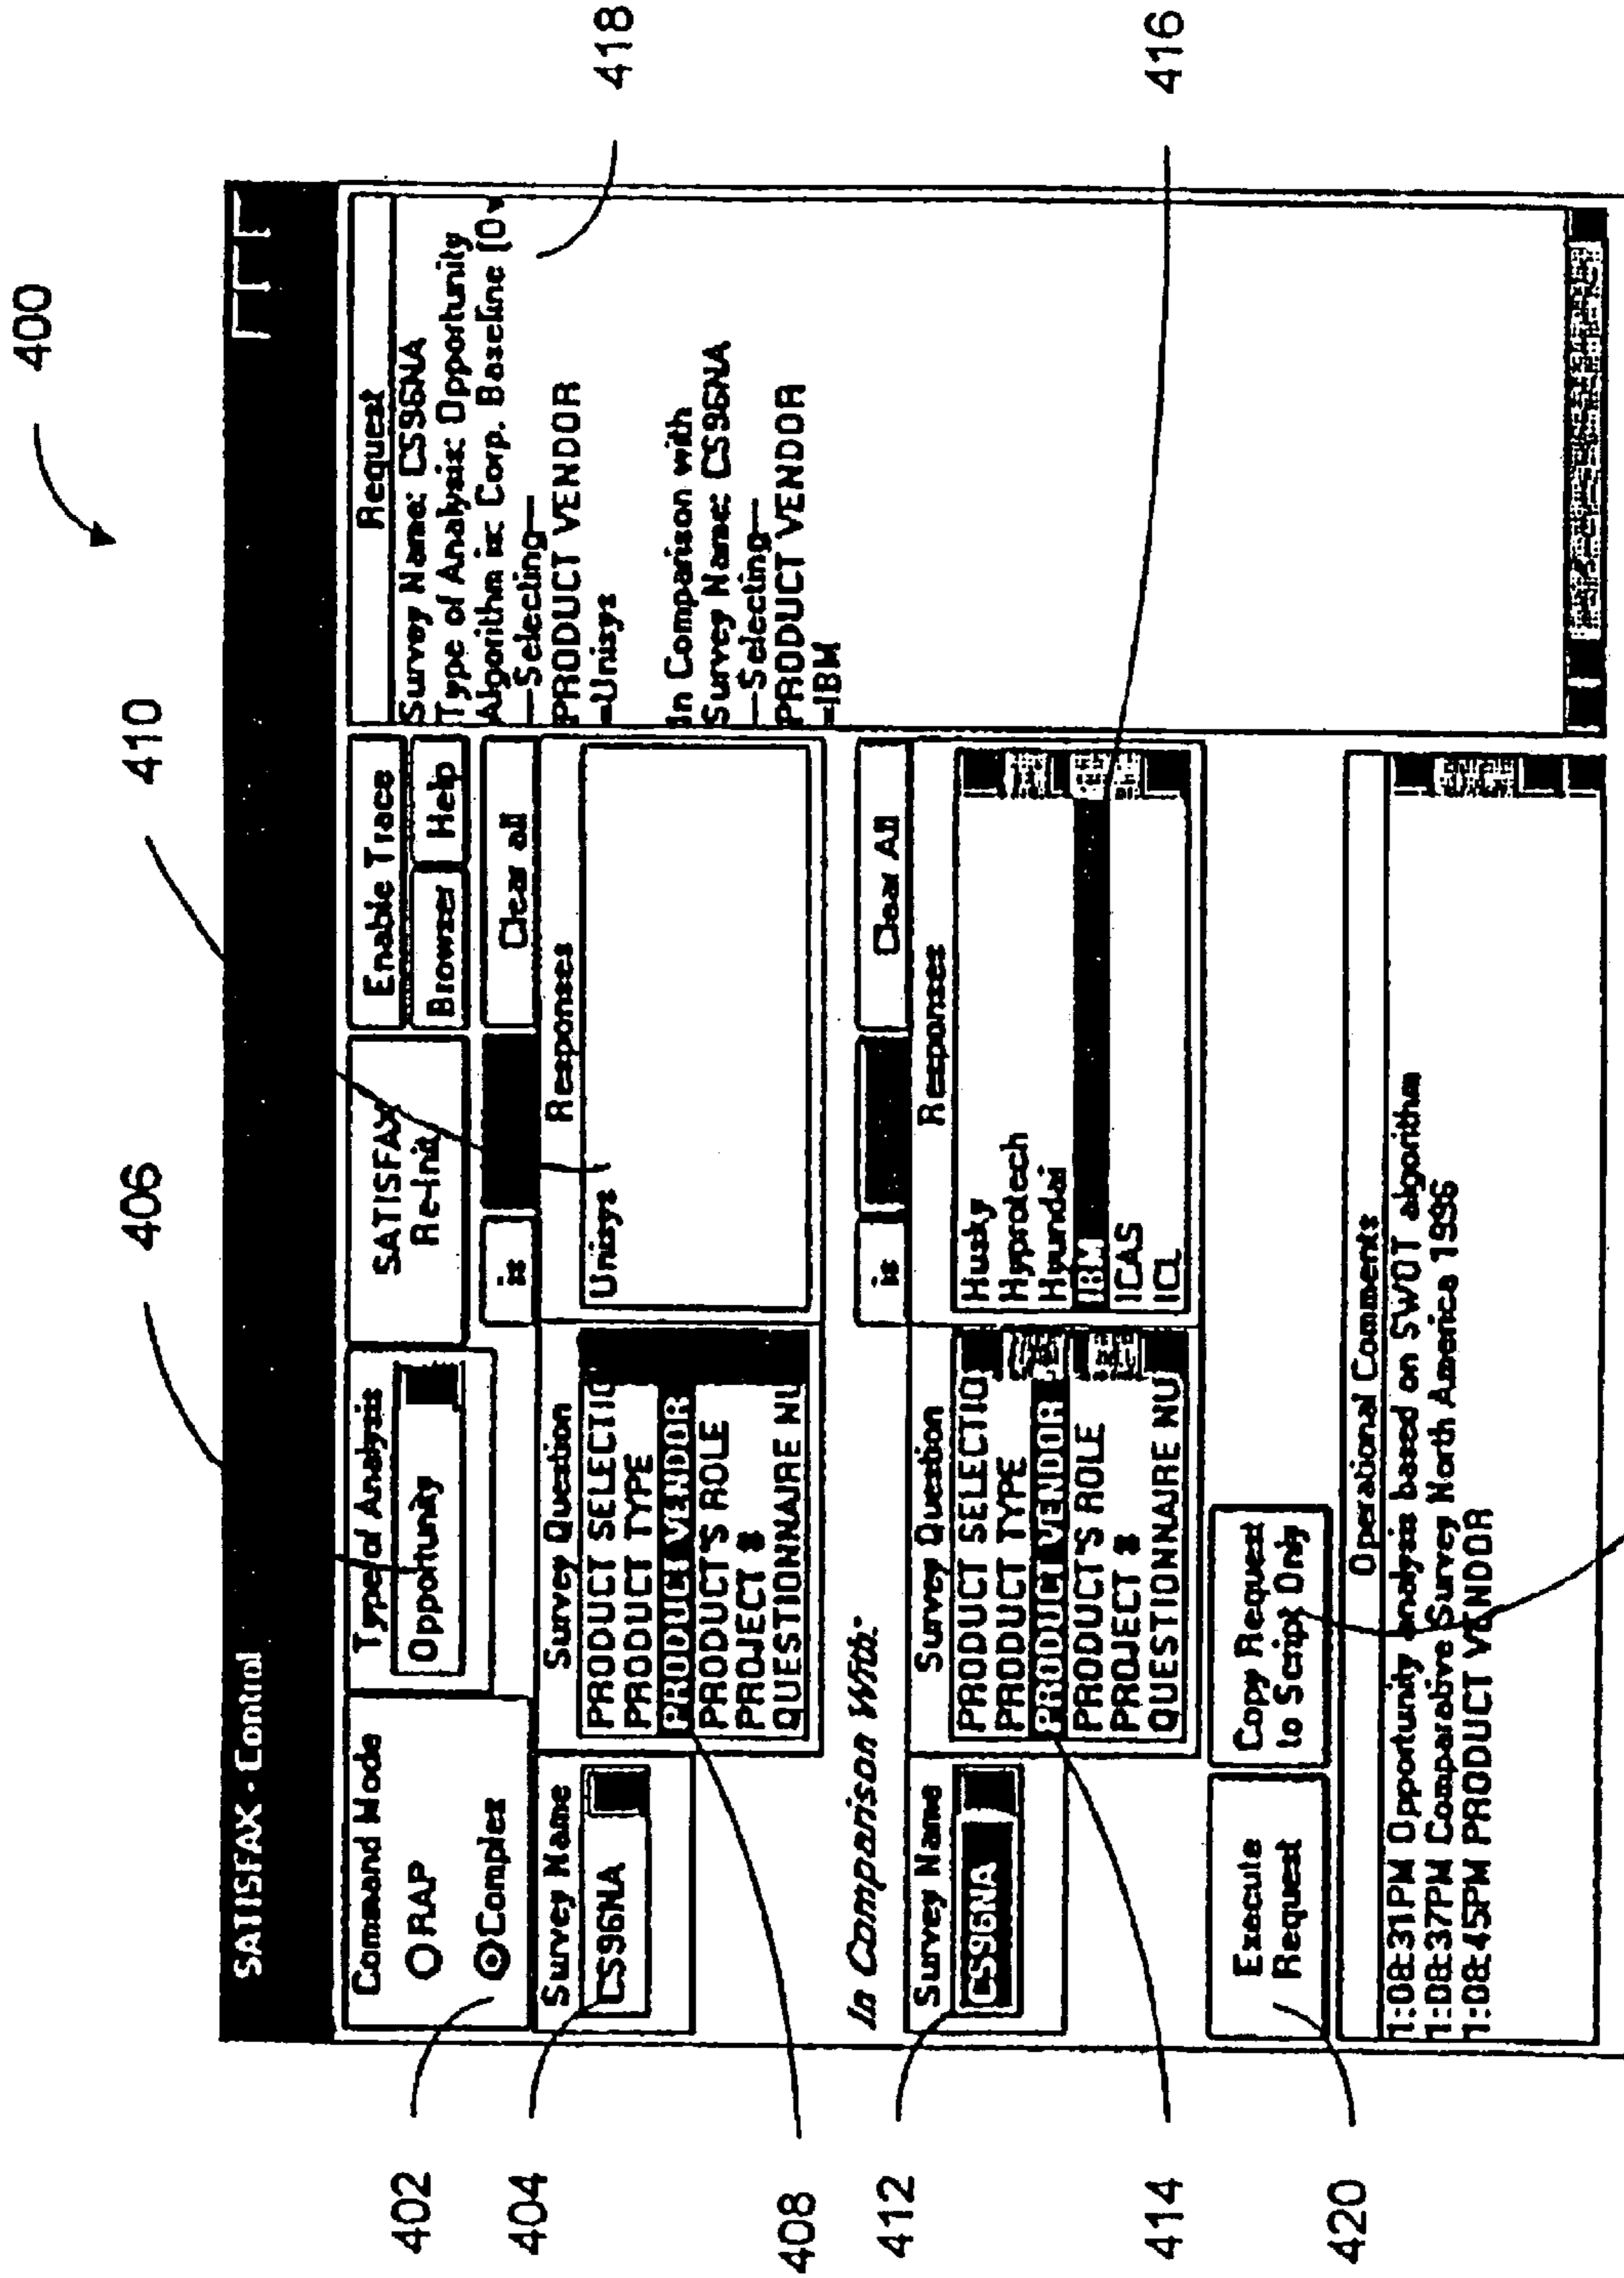 400
406
410
SATISFAX - Control
Command Mode
RAP
Complex
Type of Analysis
Opportunity
SATISFAX
Re-Init
Enable Trace
Browser
Help
402
404
Survey Name
CS96NA
Survey Question
PRODUCT SELECTIO
PRODUCT TYPE
PRODUCT VENDOR
PRODUCT'S ROLE
PROJECT #
QUESTIONNAIRE NU
is
Clear all
Responses
Unisys
408
In Comparison With:
412
Survey Name
CS96NA
Survey Question
PRODUCT SELECTIO
PRODUCT TYPE
PRODUCT VENDOR
PRODUCT'S ROLE
PROJECT #
QUESTIONNAIRE NU
is
Clear All
Responses
Husky
Hyprotech
Hyundai
IBM
ICAS
ICL
414
416
Execute
Request
Copy Request
to Script Only
420
Operational Comments
1:08:31PM Opportunity analysis based on SWOT algorithm
1:08:37PM Comparative Survey North America 1996
1:08:45PM PRODUCT VENDOR
Request
Survey Name: CS96NA
Type of Analysis: Opportunity
Algorithm is: Corp. Baseline (Ov
---Selecting---
PRODUCT VENDOR
=Unisys
In Comparison with
Survey Name: CS96NA
---Selecting---
PRODUCT VENDOR
=IBM
418